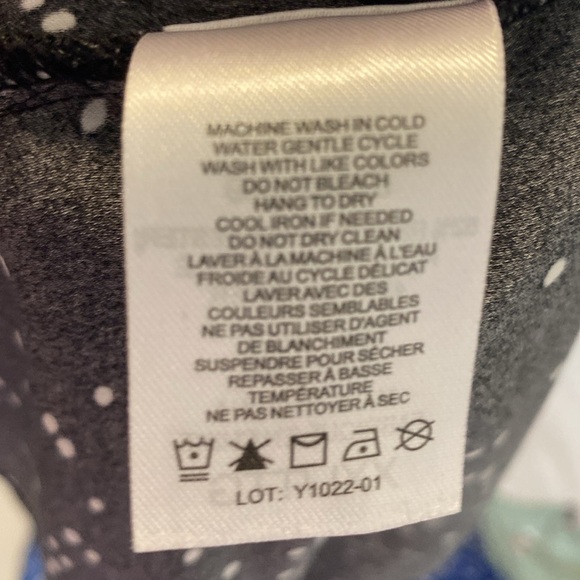 MACHINE WASH IN COLD
WATER GENTLE CYCLE
WASH WITH LIKE COLORS
DO NOT BLEACH
HANG TO DRY
COOL IRON IF NEEDED
DO NOT DRY CLEAN
LAVER À LA MACHINE À L'EAU
FROIDE AU CYCLE DÉLICAT
LAVER AVEC DES
COULEURS SEMBLABLES
NE PAS UTILISER D'AGENT
DE BLANCHIMENT
SUSPENDRE POUR SÉCHER
REPASSER À BASSE
TEMPÉRATURE
NE PAS NETTOYER À SEC
LOT: Y1022-01